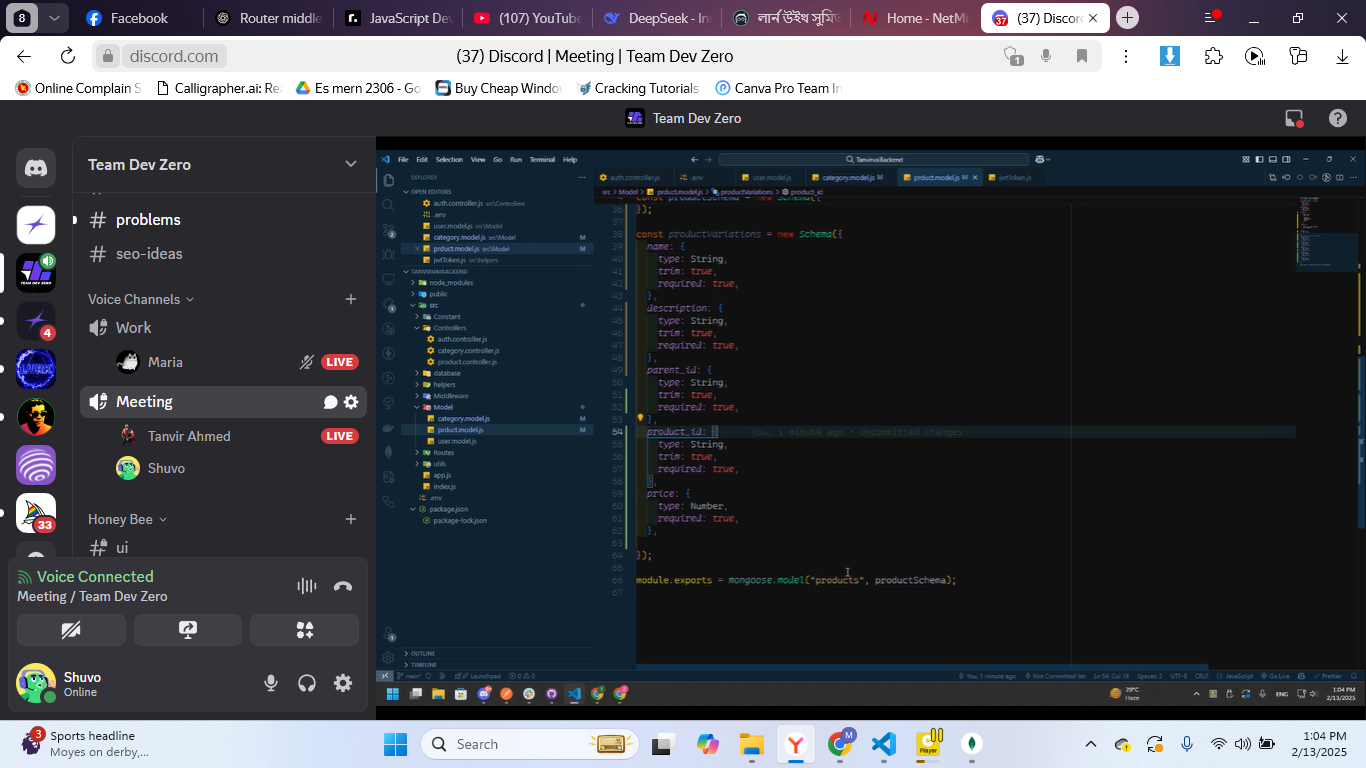 8
Facebook
Router middle
JavaScript De
(107) YouTube
DeepSeek - Int
লার্ন উইথ সুমিত
Home - NetMi
37
(37) Discord
discord.com
(37) Discord | Meeting | Team Dev Zero
1
Online Complain S
Calligrapher.ai: Re
Es mern 2306 - Go
Buy Cheap Window
Cracking Tutorials
Canva Pro Team In
Team Dev Zero
Team Dev Zero
problems
seo-ideas
Voice Channels
Work
Maria
LIVE
Meeting
Tanvir Ahmed
LIVE
Shuvo
Honey Bee
ui
4
33
Voice Connected
Meeting / Team Dev Zero
Shuvo
Online
File Edit Selection View Go Run Terminal Help
TanvirvaiBackend
EXPLORER
OPEN EDITORS
auth.controller.js src\Controllers
.env
user.model.js src\Model
category.model.js src\Model M
prduct.model.js src\Model M
jwtToken.js src\helpers
TANVIRVAIBACKEND
node_modules
public
src
Constant
Controllers
auth.controller.js
category.controller.js
product.controller.js
database
helpers
Middleware
Model
category.model.js M
prduct.model.js M
user.model.js
Routes
utils
app.js
index.js
.env
package.json
package-lock.json
OUTLINE
TIMELINE
auth.controller.js
.env
user.model.js
category.model.js M
prduct.model.js M
jwtToken.js
src > Model > prduct.model.js > productVariations > product_id
const productSchema = new Schema({
36 });
37
38 const productVariations = new Schema({
39 name: {
40 type: String,
41 trim: true,
42 required: true,
43 },
44 description: {
45 type: String,
46 trim: true,
47 required: true,
48 },
49 parent_id: {
50 type: String,
51 trim: true,
52 required: true,
53 },
54 product_id: { You, 1 minute ago • Uncommitted changes
55 type: String,
56 trim: true,
57 required: true,
58 },
59 price: {
60 type: Number,
61 required: true,
62 },
63
64 });
65
66 module.exports = mongoose.model("products", productSchema);
67
main*
Launchpad
0 0
You, 1 minute ago
Not Committed Yet
Ln 54, Col 16
Spaces: 2
UTF-8
CRLF
JavaScript
Go Live
Prettier
29°C
Haze
ENG
1:04 PM
2/13/2025
3
Sports headline
Moyes on derby,...
Search
M
Player
1:04 PM
2/13/2025